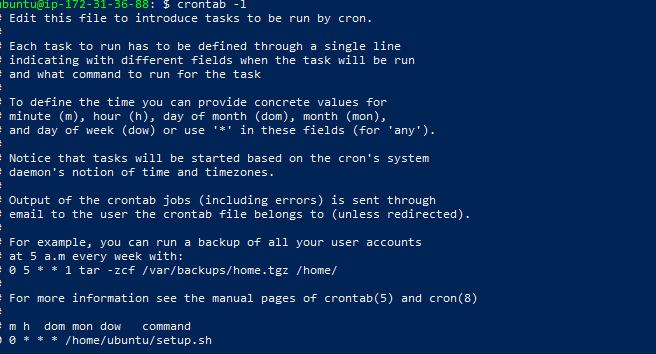 ubuntu@ip-172-31-36-88: $ crontab -l
# Edit this file to introduce tasks to be run by cron.
#
# Each task to run has to be defined through a single line
# indicating with different fields when the task will be run
# and what command to run for the task
#
# To define the time you can provide concrete values for
# minute (m), hour (h), day of month (dom), month (mon),
# and day of week (dow) or use '*' in these fields (for 'any').
#
# Notice that tasks will be started based on the cron's system
# daemon's notion of time and timezones.
#
# Output of the crontab jobs (including errors) is sent through
# email to the user the crontab file belongs to (unless redirected).
#
# For example, you can run a backup of all your user accounts
# at 5 a.m every week with:
# 0 5 * * 1 tar -zcf /var/backups/home.tgz /home/
#
# For more information see the manual pages of crontab(5) and cron(8)
#
# m h  dom mon dow   command
0 0 * * * /home/ubuntu/setup.sh